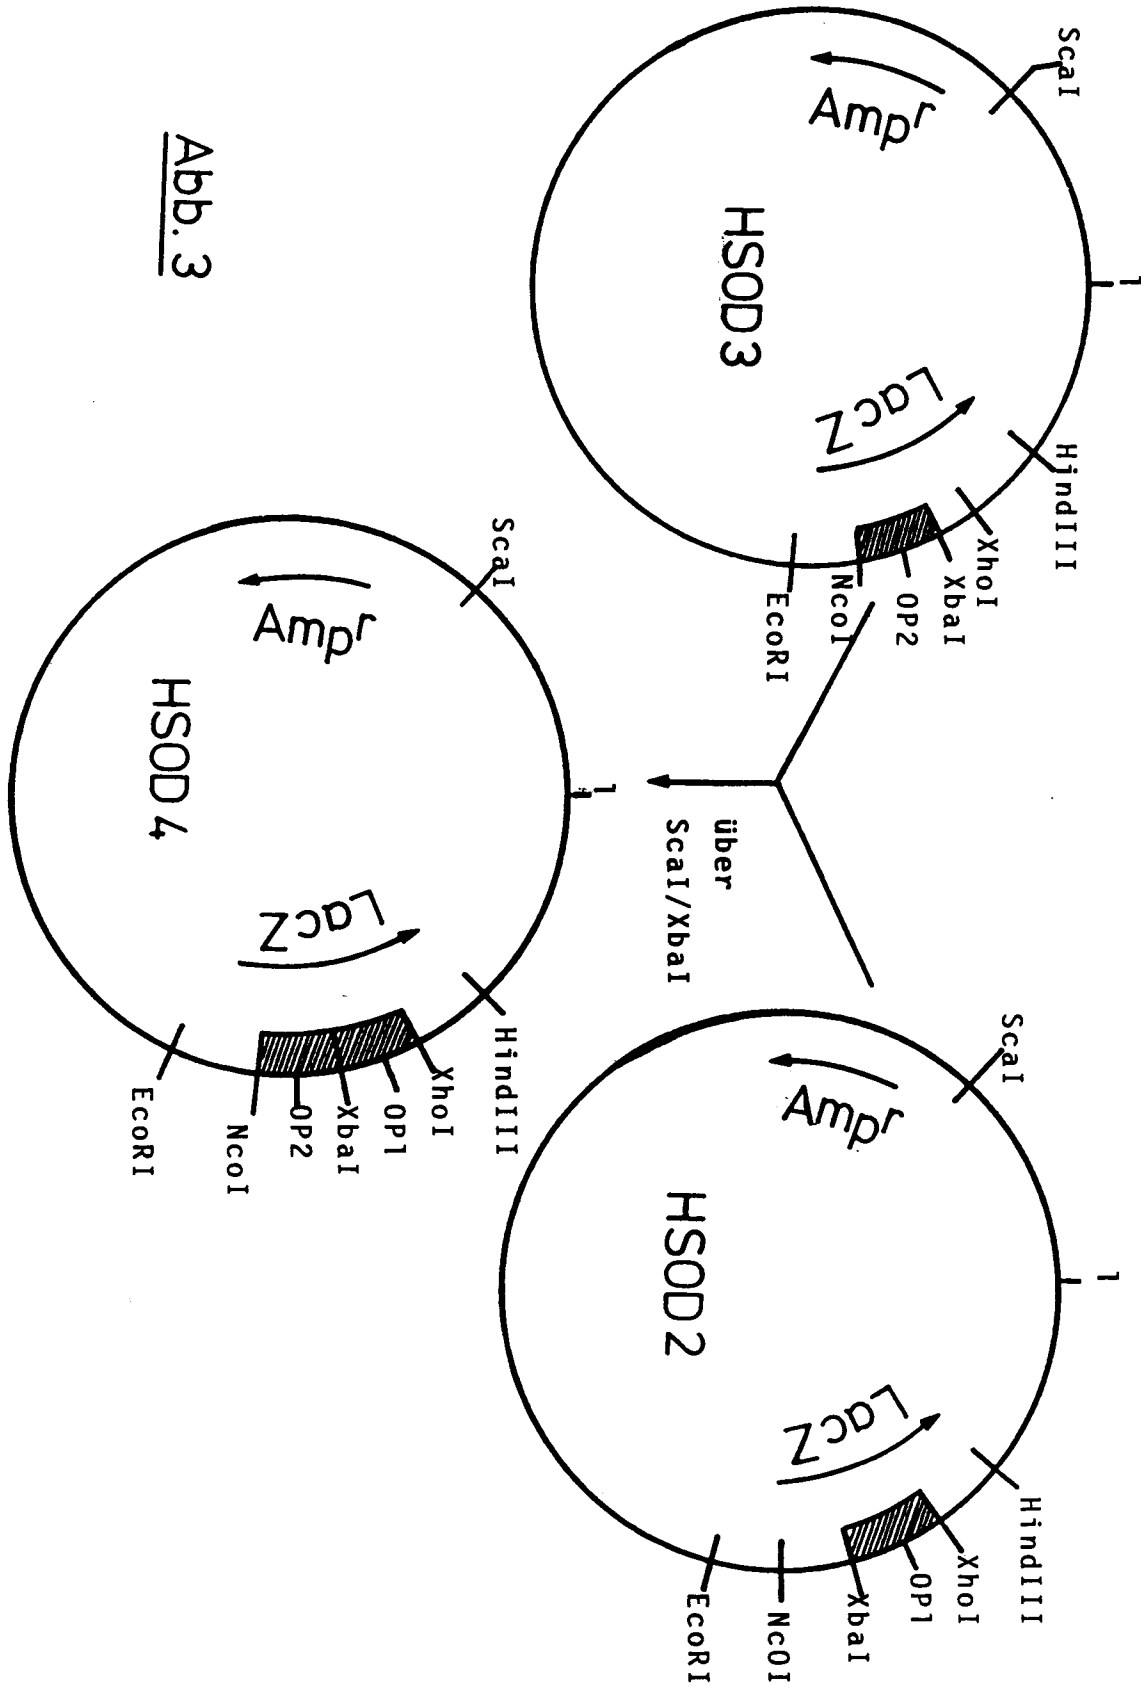 1
ScaI
HindIII
XhoI
XbaI
OP2
NcoI
EcoRI
Ampr
LacZ
HSOD3
1
ScaI
HindIII
XhoI
OP1
XbaI
NcOI
EcoRI
Ampr
LacZ
HSOD2
über
ScaI/XbaI
1
ScaI
HindIII
XhoI
OP1
XbaI
OP2
NcoI
EcoRI
Ampr
LacZ
HSOD4
Abb. 3